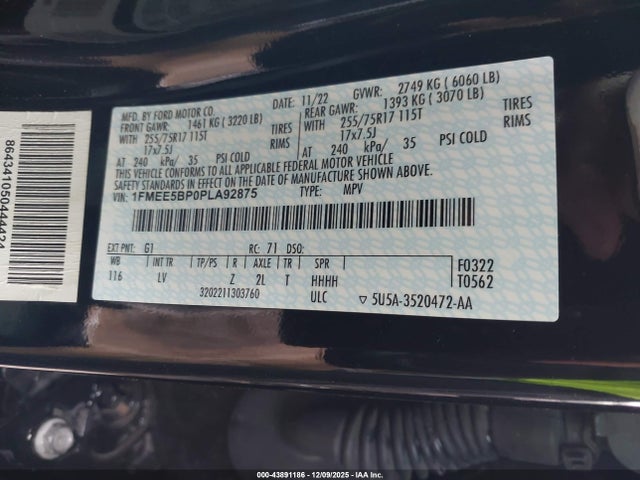 864341050444424
MFD. BY FORD MOTOR CO.
DATE: 11/22 GVWR: 2749 KG ( 6060 LB)
FRONT GAWR: 1461 KG ( 3220 LB)
REAR GAWR: 1393 KG ( 3070 LB)
WITH 255/75R17 115T TIRES
WITH 255/75R17 115T TIRES
17x7.5J RIMS
17x7.5J RIMS
AT 240 kPa/ 35 PSI COLD
AT 240 kPa/ 35 PSI COLD
THIS VEHICLE CONFORMS TO ALL APPLICABLE FEDERAL MOTOR VEHICLE
SAFETY STANDARDS IN EFFECT ON THE DATE OF MANUFACTURE SHOWN ABOVE.
VIN: 1FMEE5BP0PLA92875 TYPE: MPV
EXT PNT: G1 RC: 71 DSO:
WB INT TR TP/PS R AXLE TR SPR
116 LV Z 2L T HHHH
3202211303760 ULC
F0322
T0562
▽ 5U5A-3520472-AA
000-43891186 - 12/09/2025 - IAA Inc.